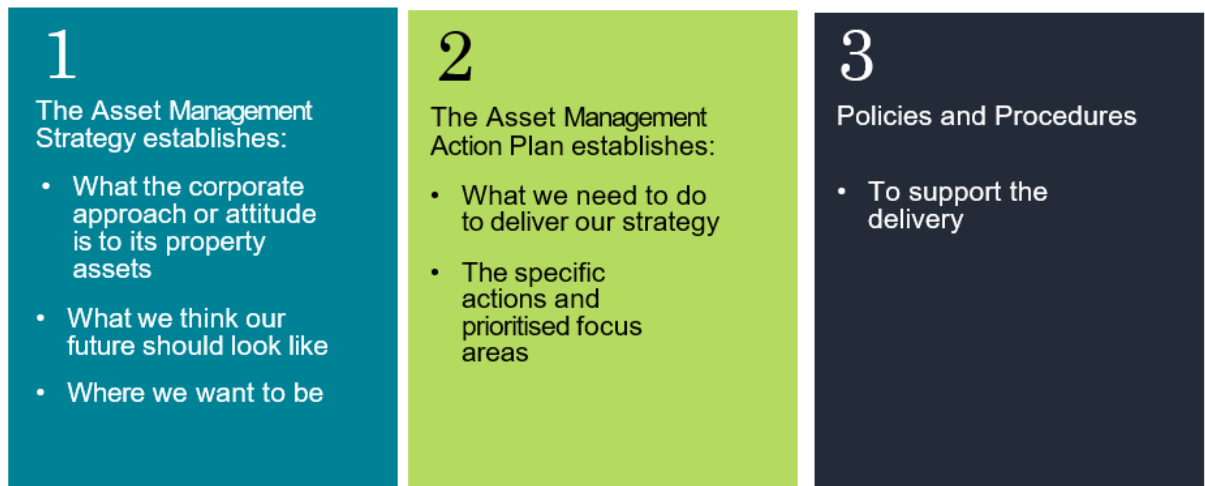 1
The Asset Management
Strategy establishes:
• What the corporate
approach or attitude
is to its property
assets
• What we think our
future should look like
• Where we want to be
2
The Asset Management
Action Plan establishes:
• What we need to do
to deliver our strategy
• The specific
actions and
prioritised focus
areas
3
Policies and Procedures
• To support the
delivery